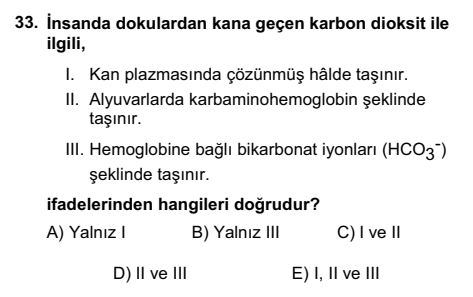 33. İnsanda dokulardan kana geçen karbon dioksit ile
ilgili,
I. Kan plazmasında çözünmüş hâlde taşınır.
II. Alyuvarlarda karbaminohemoglobin şeklinde
taşınır.
III. Hemoglobine bağlı bikarbonat iyonları (HCO₃⁻)
şeklinde taşınır.
ifadelerinden hangileri doğrudur?
A) Yalnız I B) Yalnız III C) I ve II
D) II ve III E) I, II ve III